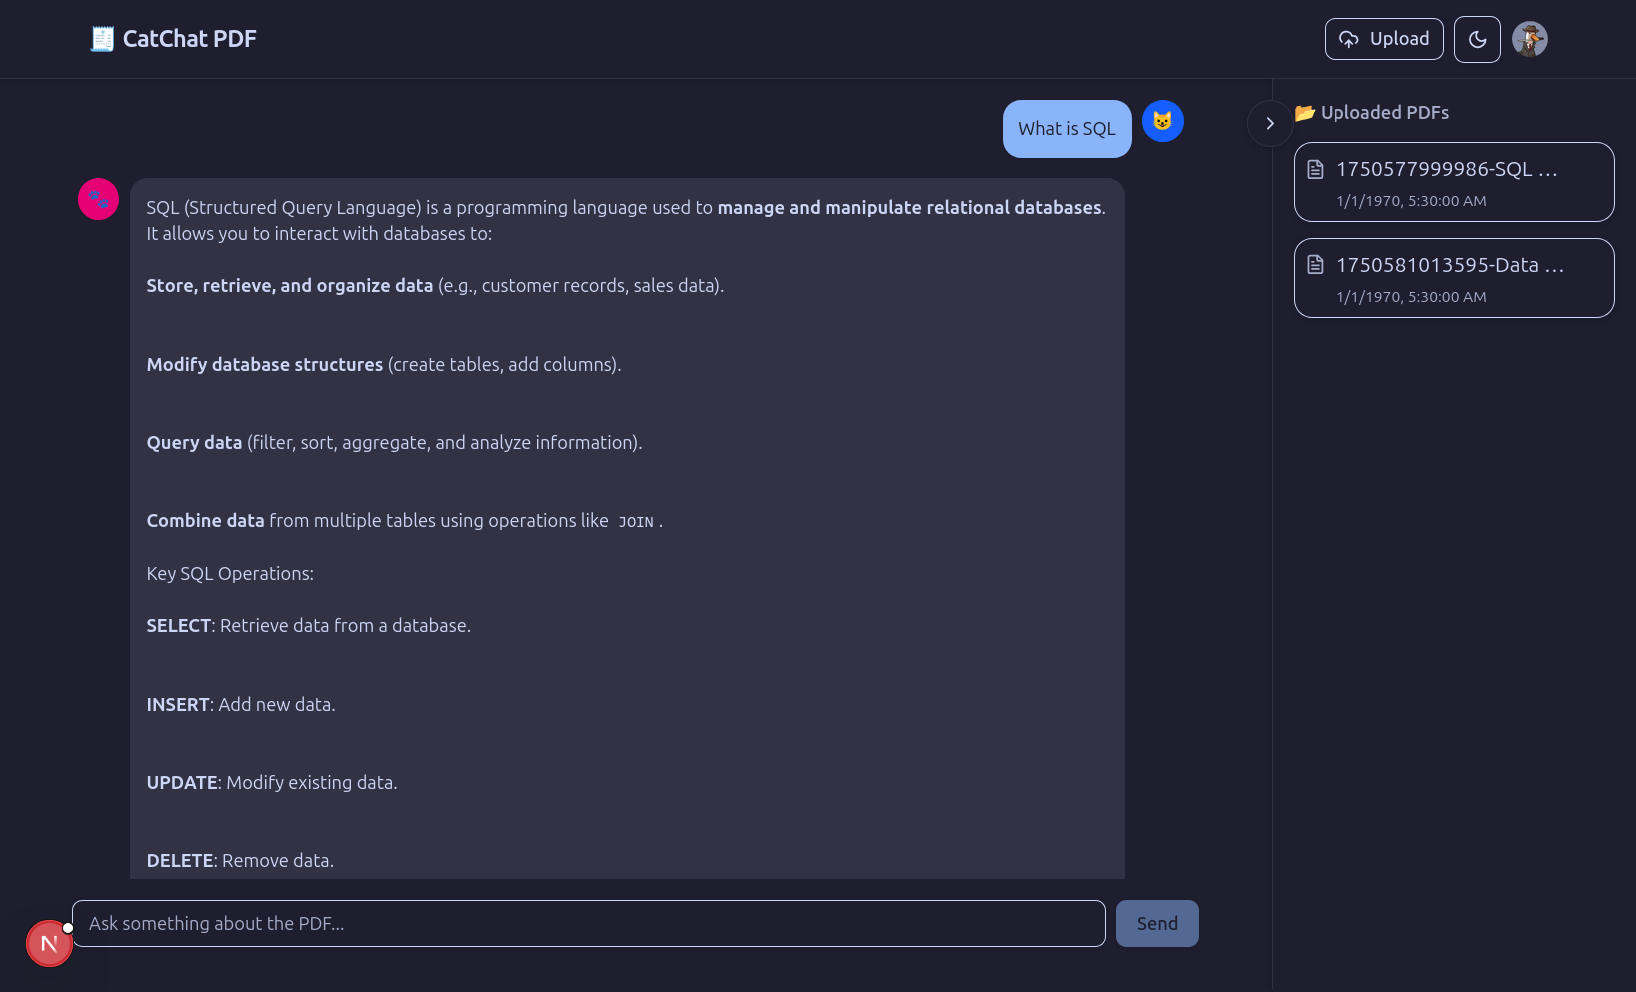 🧾 CatChat PDF
Upload
What is SQL
SQL (Structured Query Language) is a programming language used to manage and manipulate relational databases.
It allows you to interact with databases to:
Store, retrieve, and organize data (e.g., customer records, sales data).
Modify database structures (create tables, add columns).
Query data (filter, sort, aggregate, and analyze information).
Combine data from multiple tables using operations like JOIN.
Key SQL Operations:
SELECT: Retrieve data from a database.
INSERT: Add new data.
UPDATE: Modify existing data.
DELETE: Remove data.
Ask something about the PDF...
Send
N
📂 Uploaded PDFs
1750577999986-SQL ...
1/1/1970, 5:30:00 AM
1750581013595-Data ...
1/1/1970, 5:30:00 AM